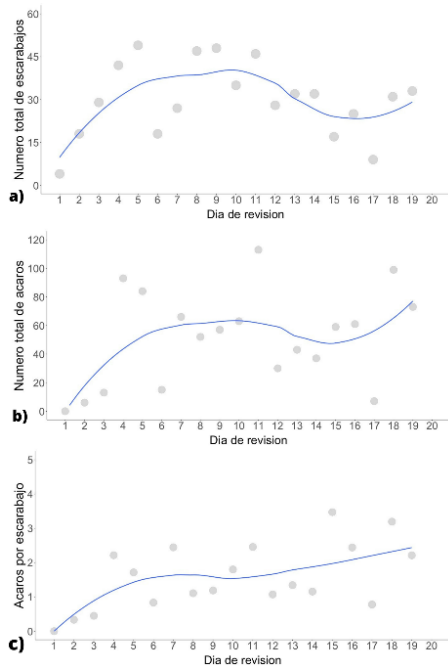 60
45
30
15
0
Numero total de escarabajos
1 2 3 4 5 6 7 8 9 10 11 12 13 14 15 16 17 18 19 20
a)
Dia de revision
120
100
80
60
40
20
0
Numero total de acaros
1 2 3 4 5 6 7 8 9 10 11 12 13 14 15 16 17 18 19 20
b)
Dia de revision
5
4
3
2
1
0
Acaros por escarabajo
1 2 3 4 5 6 7 8 9 10 11 12 13 14 15 16 17 18 19 20
c)
Dia de revision